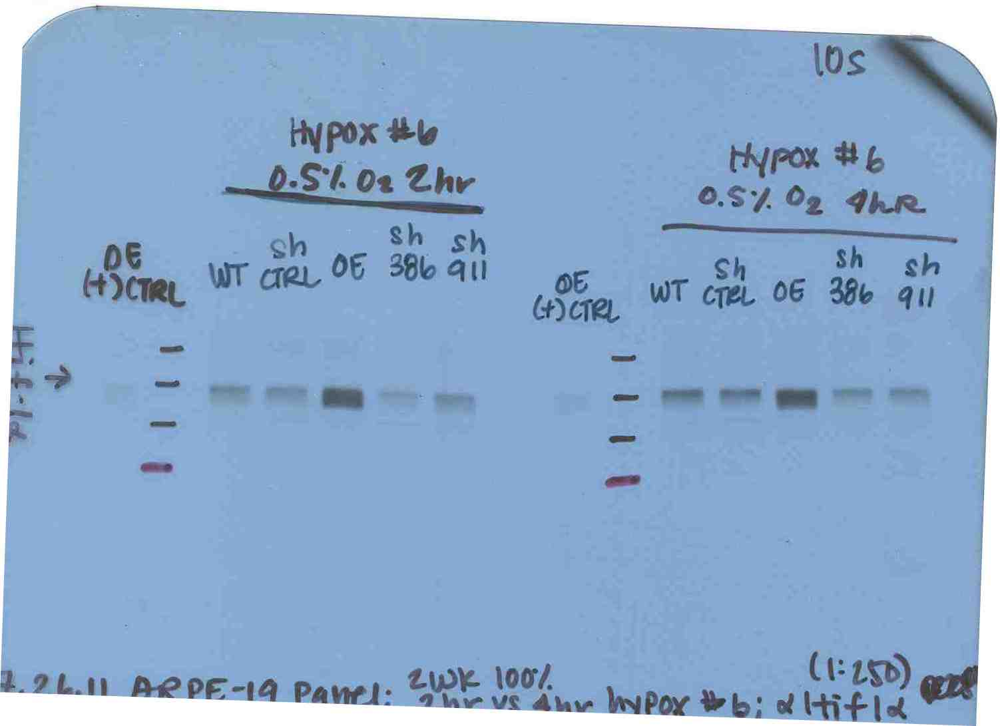 10s
Hypox #6
0.5% O2 2hr
OE
(+) CTRL
WT
sh
CTRL
OE
sh
386
sh
911
Hypox #6
0.5% O2 4hR
OE
(+) CTRL
WT
sh
CTRL
OE
sh
386
sh
911
→
(1:250)
7.26.11 ARPE-19 Panel: 2WK 100%
2hr vs 4hr hypox #6; α Hif1α